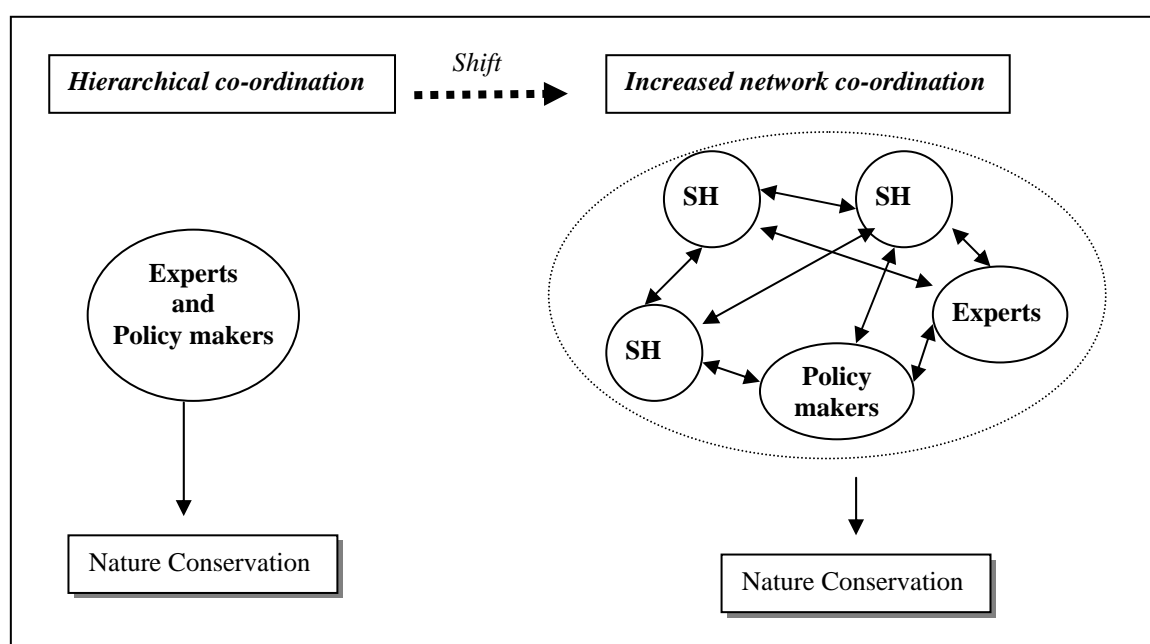 Hierarchical co-ordination
Shift
Increased network co-ordination
Experts
and
Policy makers
Nature Conservation
SH
SH
SH
Experts
Policy
makers
Nature Conservation